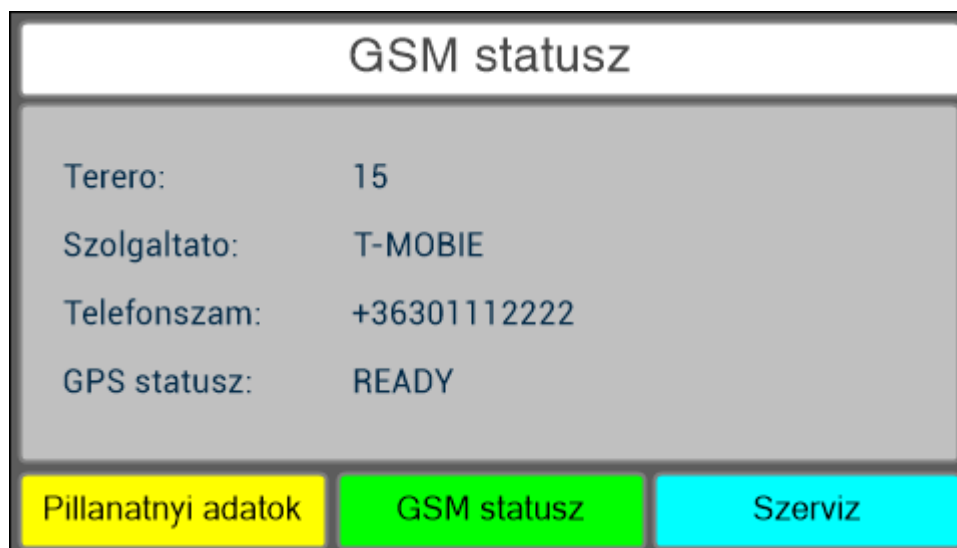 GSM statusz
Terero: 15
Szolgaltato: T-MOBIE
Telefonszam: +36301112222
GPS statusz: READY
Pillanatnyi adatok GSM statusz Szerviz